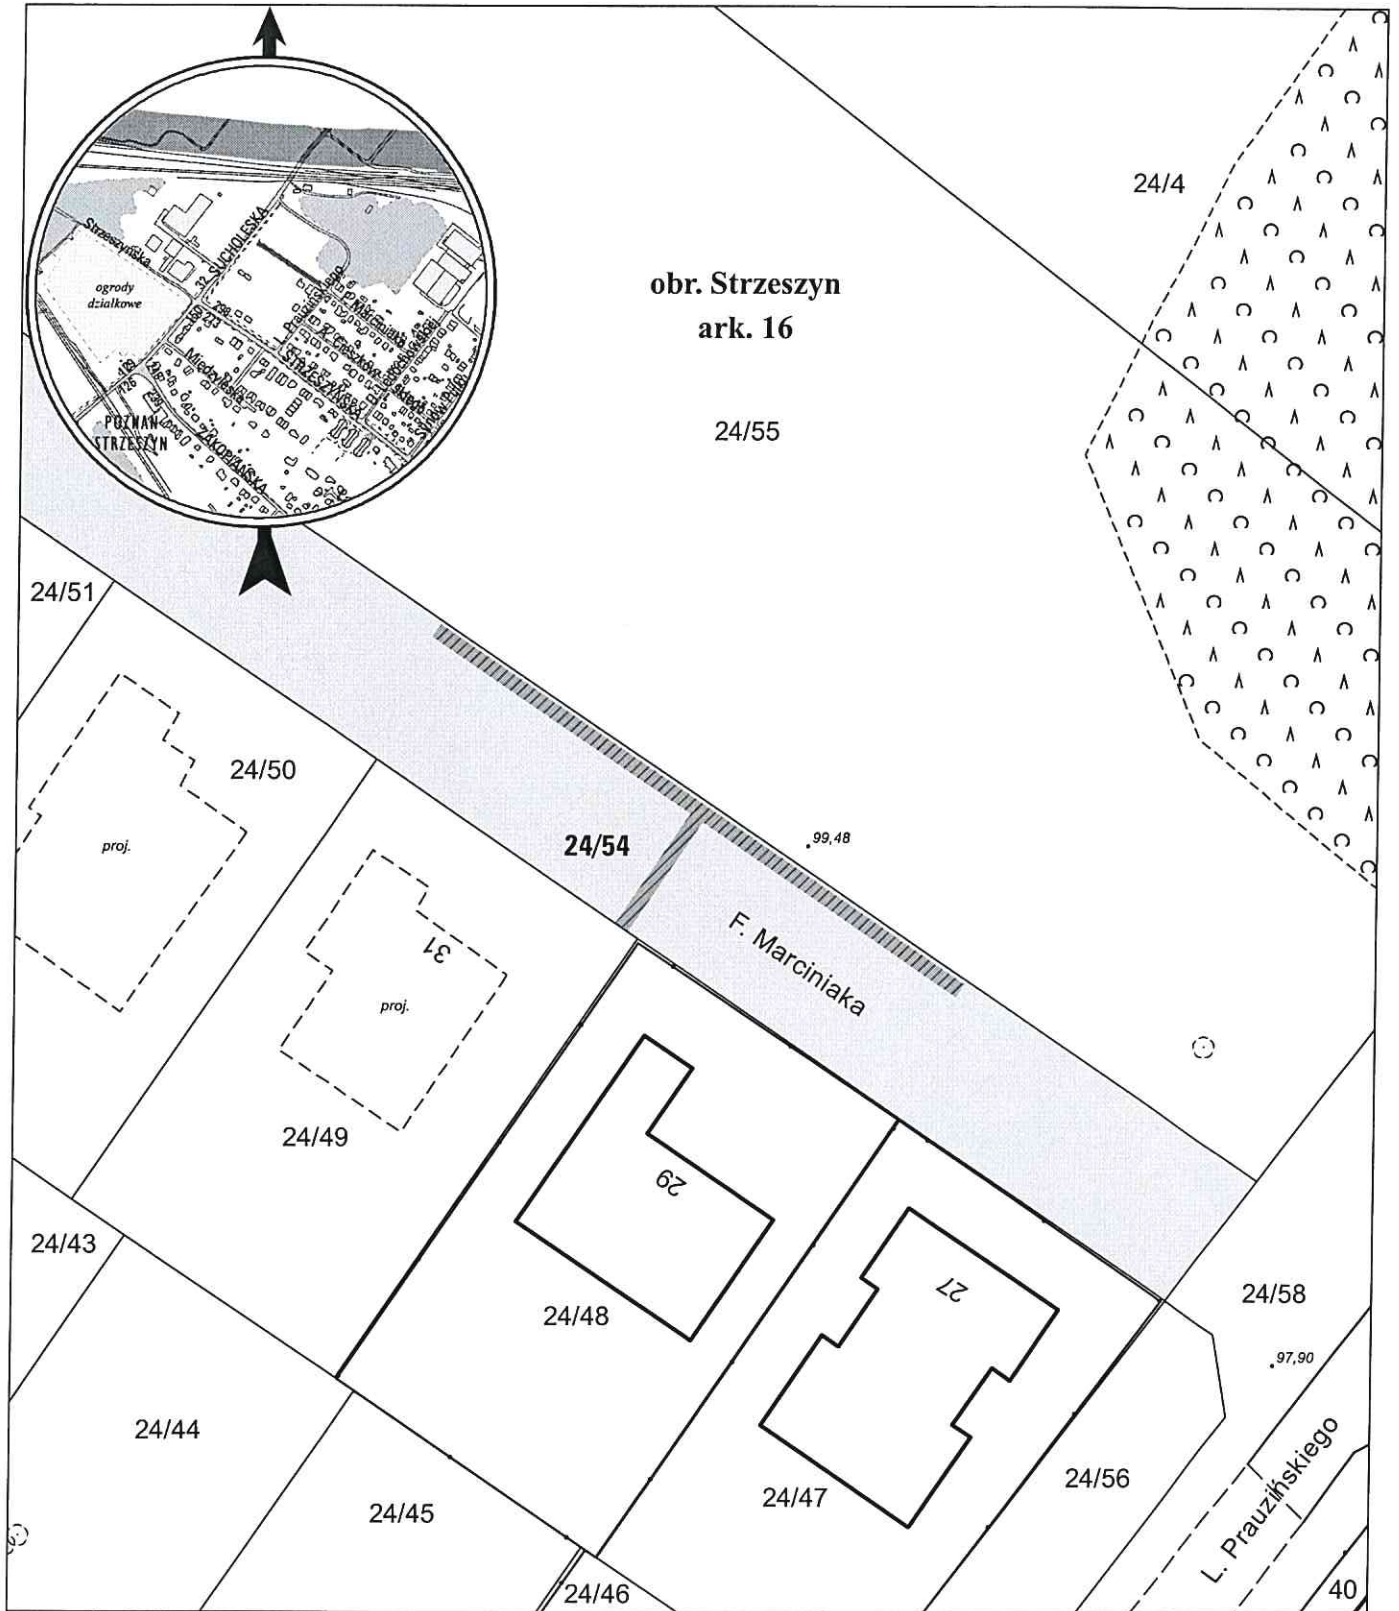 24/4
SUCHOLESKA
32
Strzeszyńska
ogrody
działkowe
Marciniaka
STRZESZYŃSKA
Międzyleska
POZNAŃ
STRZESZYN
ZAKOPIAŃSKA
obr. Strzeszyn
ark. 16
24/55
24/51
24/50
proj.
24/54
99,48
F. Marciniaka
31
proj.
24/49
29
24/43
24/48
27
24/58
97,90
24/44
24/45
24/47
24/56
L. Prauzińskiego
24/46
40